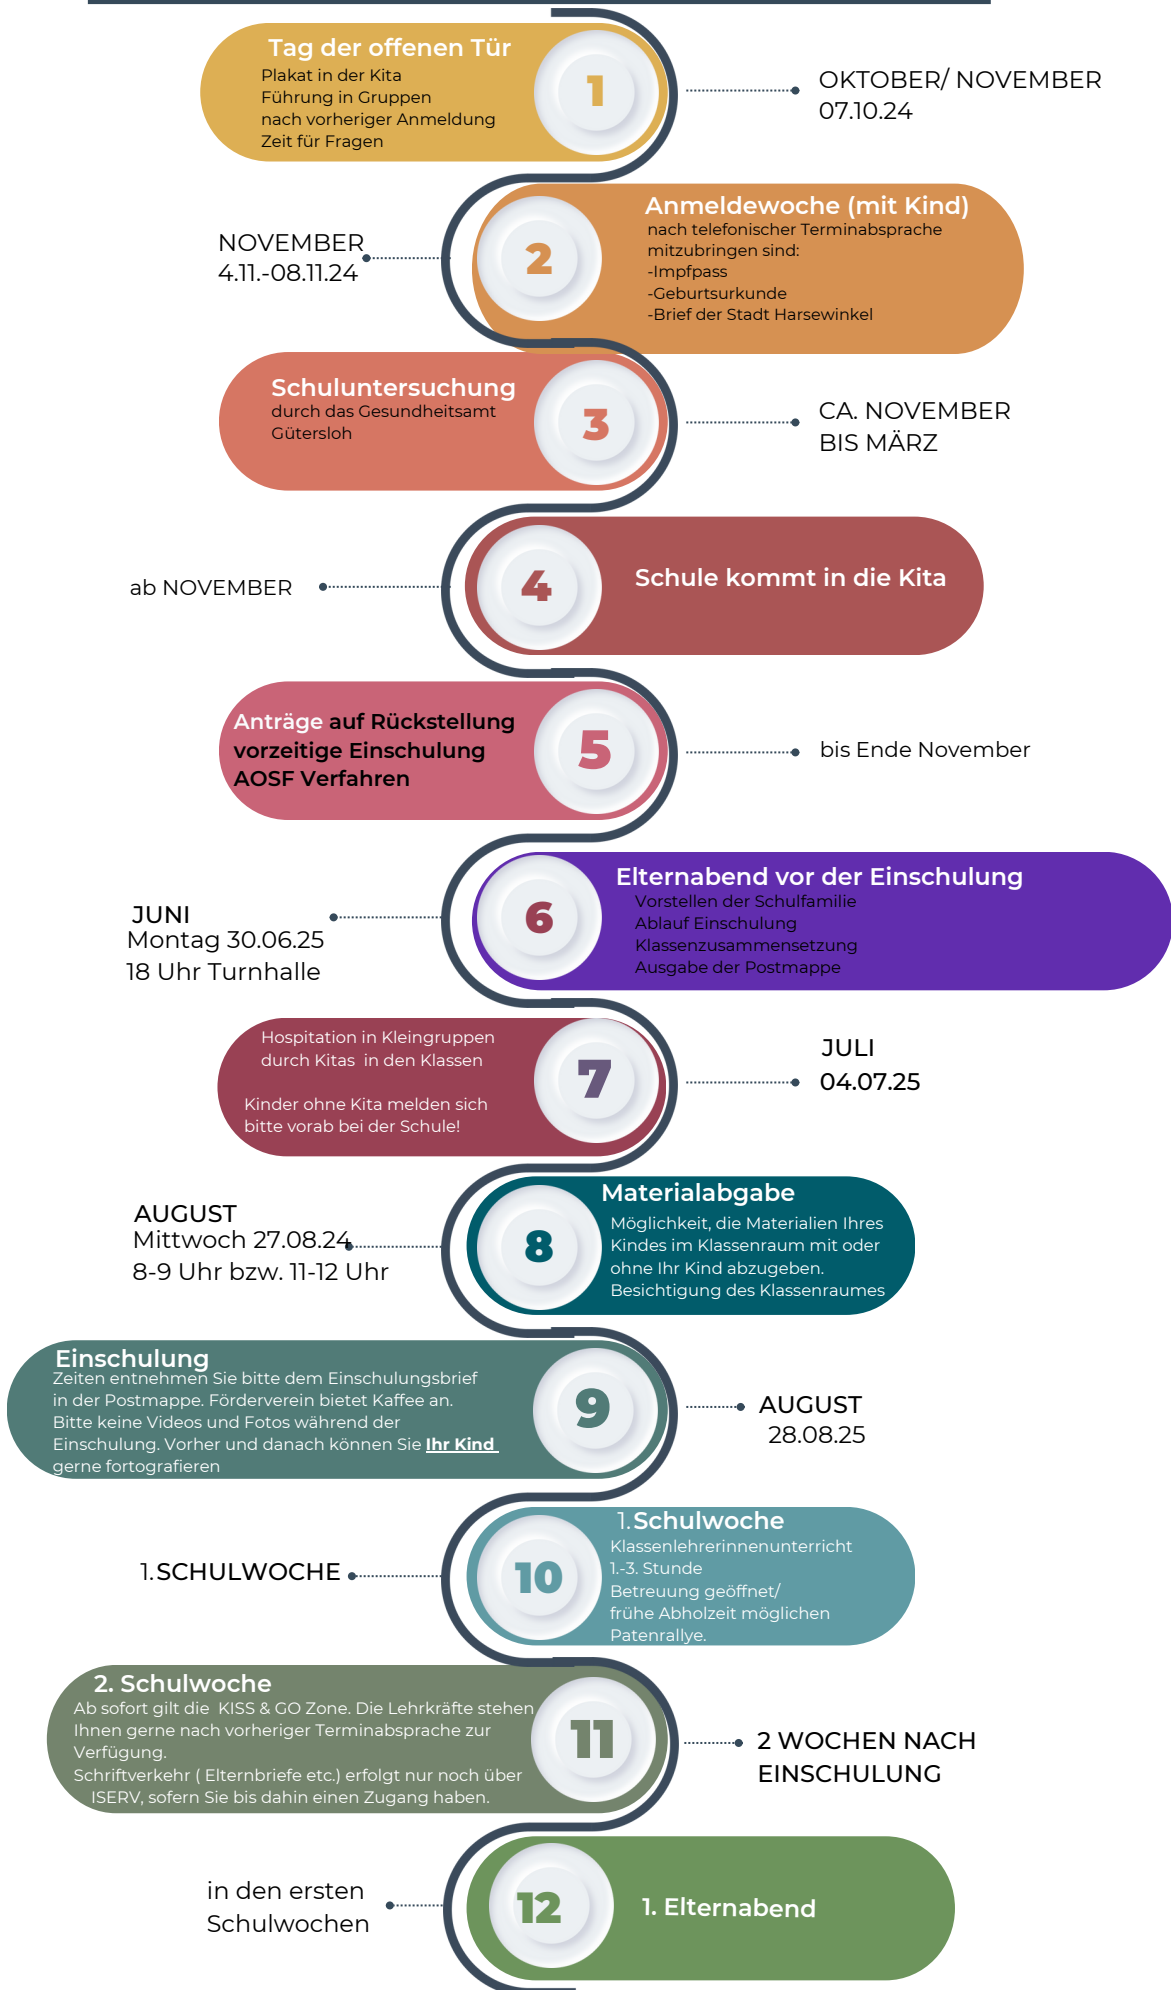 Tag der offenen Tür
Plakat in der Kita
Führung in Gruppen
nach vorheriger Anmeldung
Zeit für Fragen
1
OKTOBER/ NOVEMBER
07.10.24
NOVEMBER
4.11.-08.11.24
2
Anmeldewoche (mit Kind)
nach telefonischer Terminabsprache
mitzubringen sind:
-Impfpass
-Geburtsurkunde
-Brief der Stadt Harsewinkel
Schuluntersuchung
durch das Gesundheitsamt
Gütersloh
3
CA. NOVEMBER
BIS MÄRZ
ab NOVEMBER
4
Schule kommt in die Kita
Anträge auf Rückstellung
vorzeitige Einschulung
AOSF Verfahren
5
bis Ende November
JUNI
Montag 30.06.25
18 Uhr Turnhalle
6
Elternabend vor der Einschulung
Vorstellen der Schulfamilie
Ablauf Einschulung
Klassenzusammensetzung
Ausgabe der Postmappe
Hospitation in Kleingruppen
durch Kitas in den Klassen
Kinder ohne Kita melden sich
bitte vorab bei der Schule!
7
JULI
04.07.25
AUGUST
Mittwoch 27.08.24
8-9 Uhr bzw. 11-12 Uhr
8
Materialabgabe
Möglichkeit, die Materialien Ihres
Kindes im Klassenraum mit oder
ohne Ihr Kind abzugeben.
Besichtigung des Klassenraumes
Einschulung
Zeiten entnehmen Sie bitte dem Einschulungsbrief
in der Postmappe. Förderverein bietet Kaffee an.
Bitte keine Videos und Fotos während der
Einschulung. Vorher und danach können Sie Ihr Kind
gerne fortografieren
9
AUGUST
28.08.25
1. SCHULWOCHE
10
1. Schulwoche
Klassenlehrerinnenunterricht
1.-3. Stunde
Betreuung geöffnet/
frühe Abholzeit möglichen
Patenrallye.
2. Schulwoche
Ab sofort gilt die KISS & GO Zone. Die Lehrkräfte stehen
Ihnen gerne nach vorheriger Terminabsprache zur
Verfügung.
Schriftverkehr ( Elternbriefe etc.) erfolgt nur noch über
ISERV, sofern Sie bis dahin einen Zugang haben.
11
2 WOCHEN NACH
EINSCHULUNG
in den ersten
Schulwochen
12
1. Elternabend